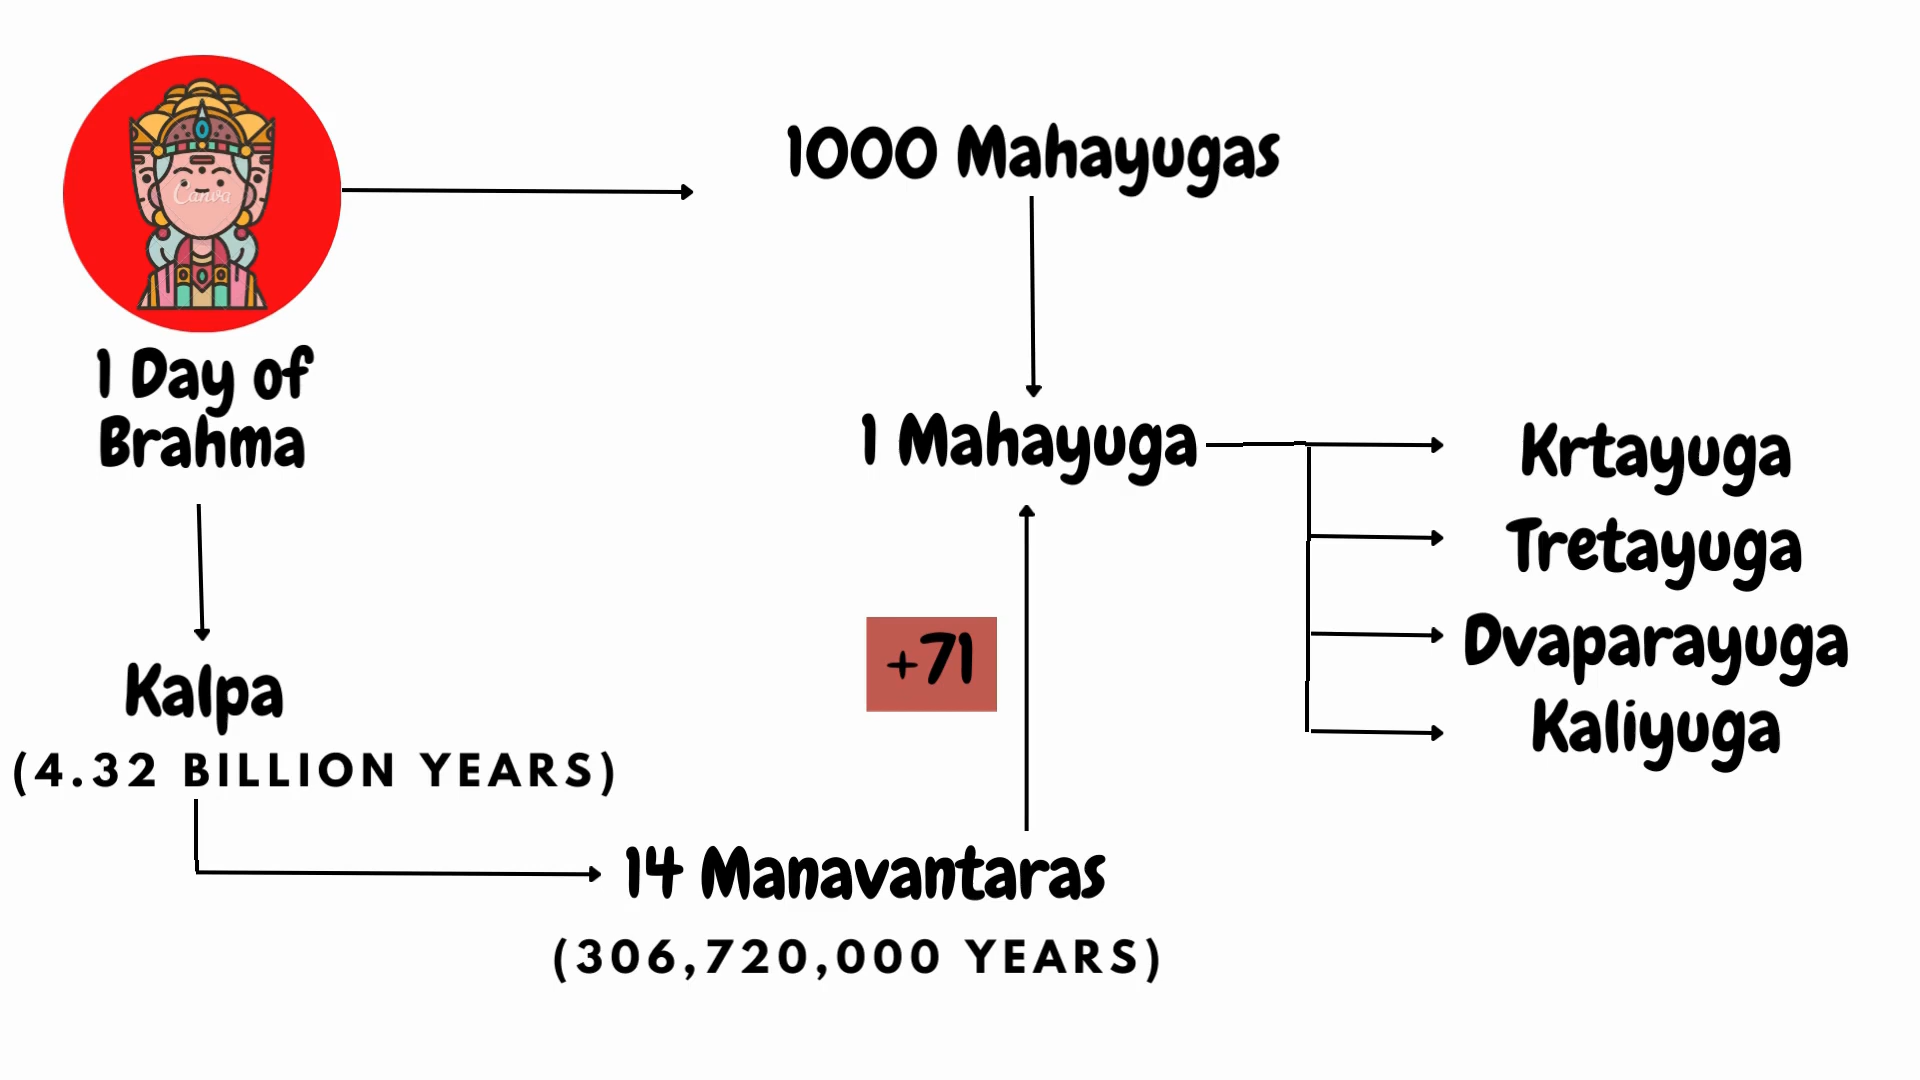 Canva
1000 Mahayugas
1 Day of
Brahma
1 Mahayuga
Krtayuga
Tretayuga
Dvaparayuga
Kaliyuga
+71
Kalpa
(4.32 BILLION YEARS)
14 Manavantaras
(306,720,000 YEARS)